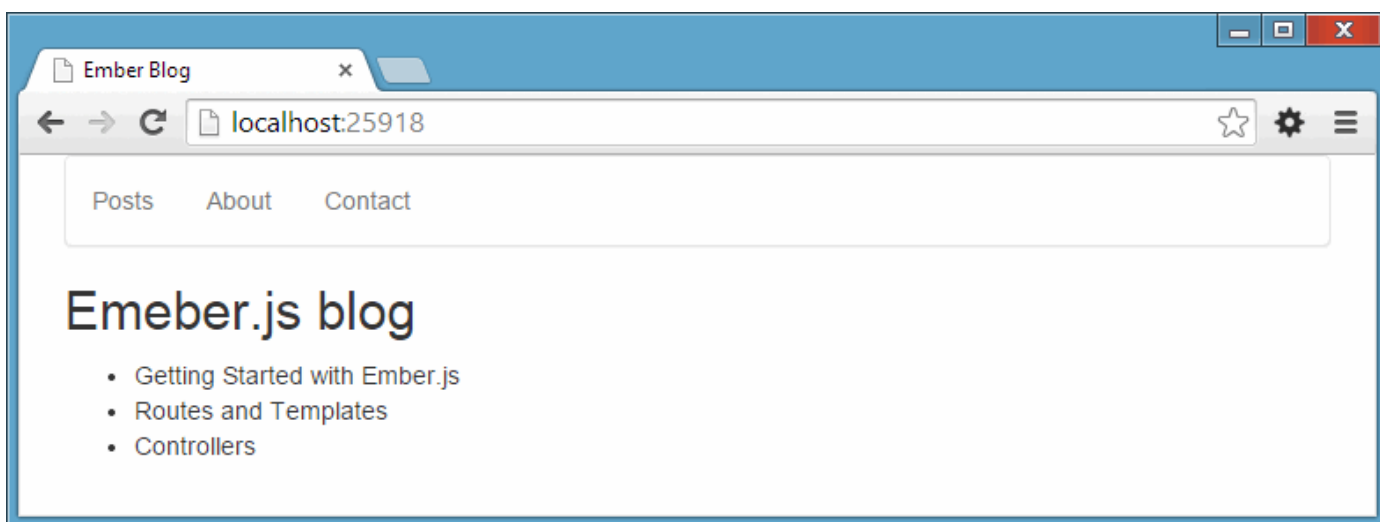 Ember Blog
localhost:25918
Posts About Contact
Emeber.js blog
Getting Started with Ember.js
Routes and Templates
Controllers